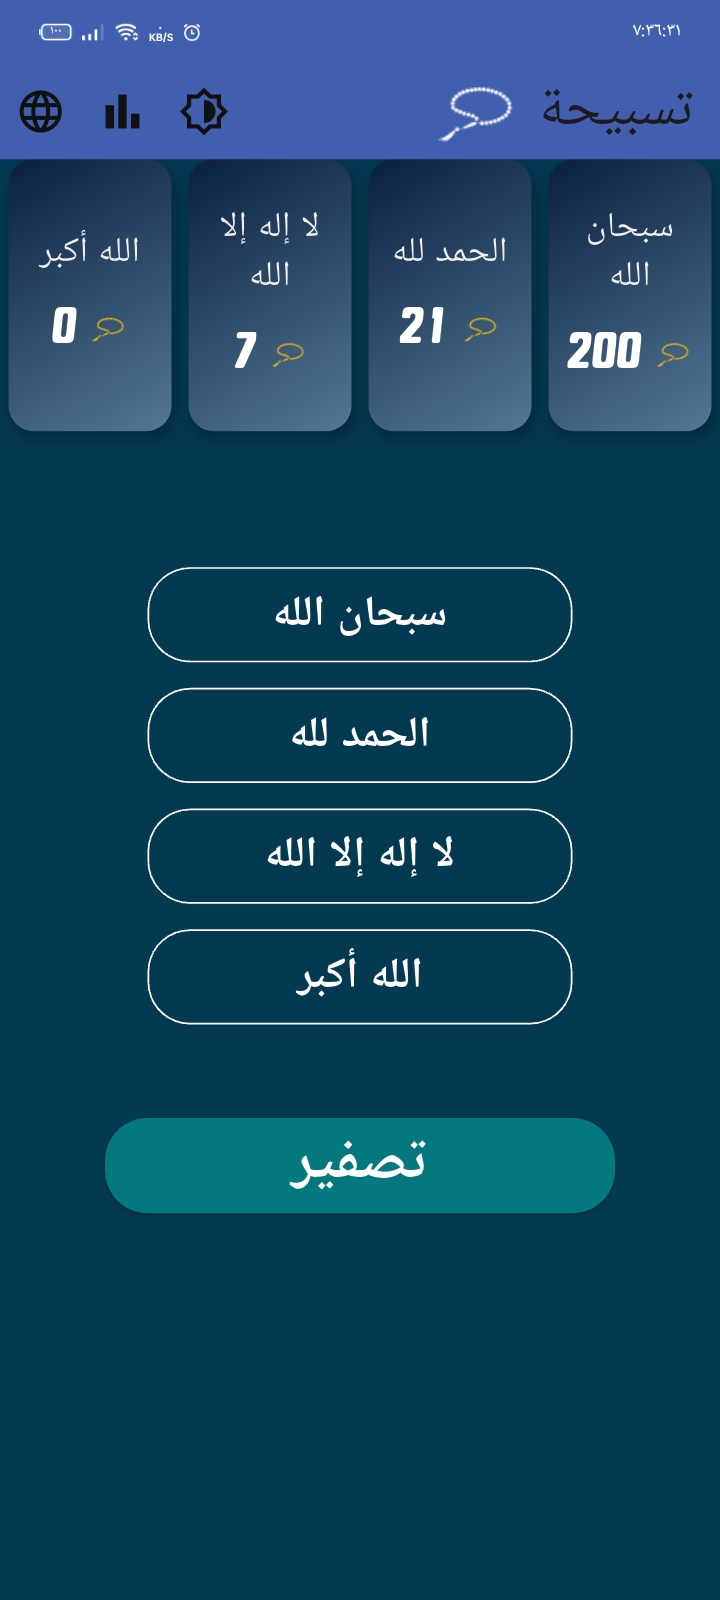 ٧:٣٦:٣١
KB/S
١٠٠
تسبيحة
سبحان
الله
200
الحمد لله
21
لا إله إلا
الله
7
الله أكبر
0
سبحان الله
الحمد لله
لا إله إلا الله
الله أكبر
تصفير